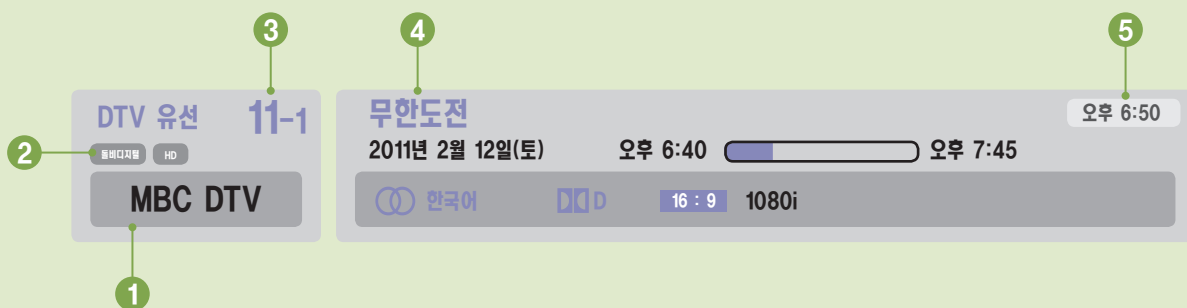 3
4
5
DTV 유선 11-1
2
돌비디지털 HD
MBC DTV
1
무한도전
오후 6:50
2011년 2월 12일(토) 오후 6:40 오후 7:45
한국어 D 16 : 9 1080i